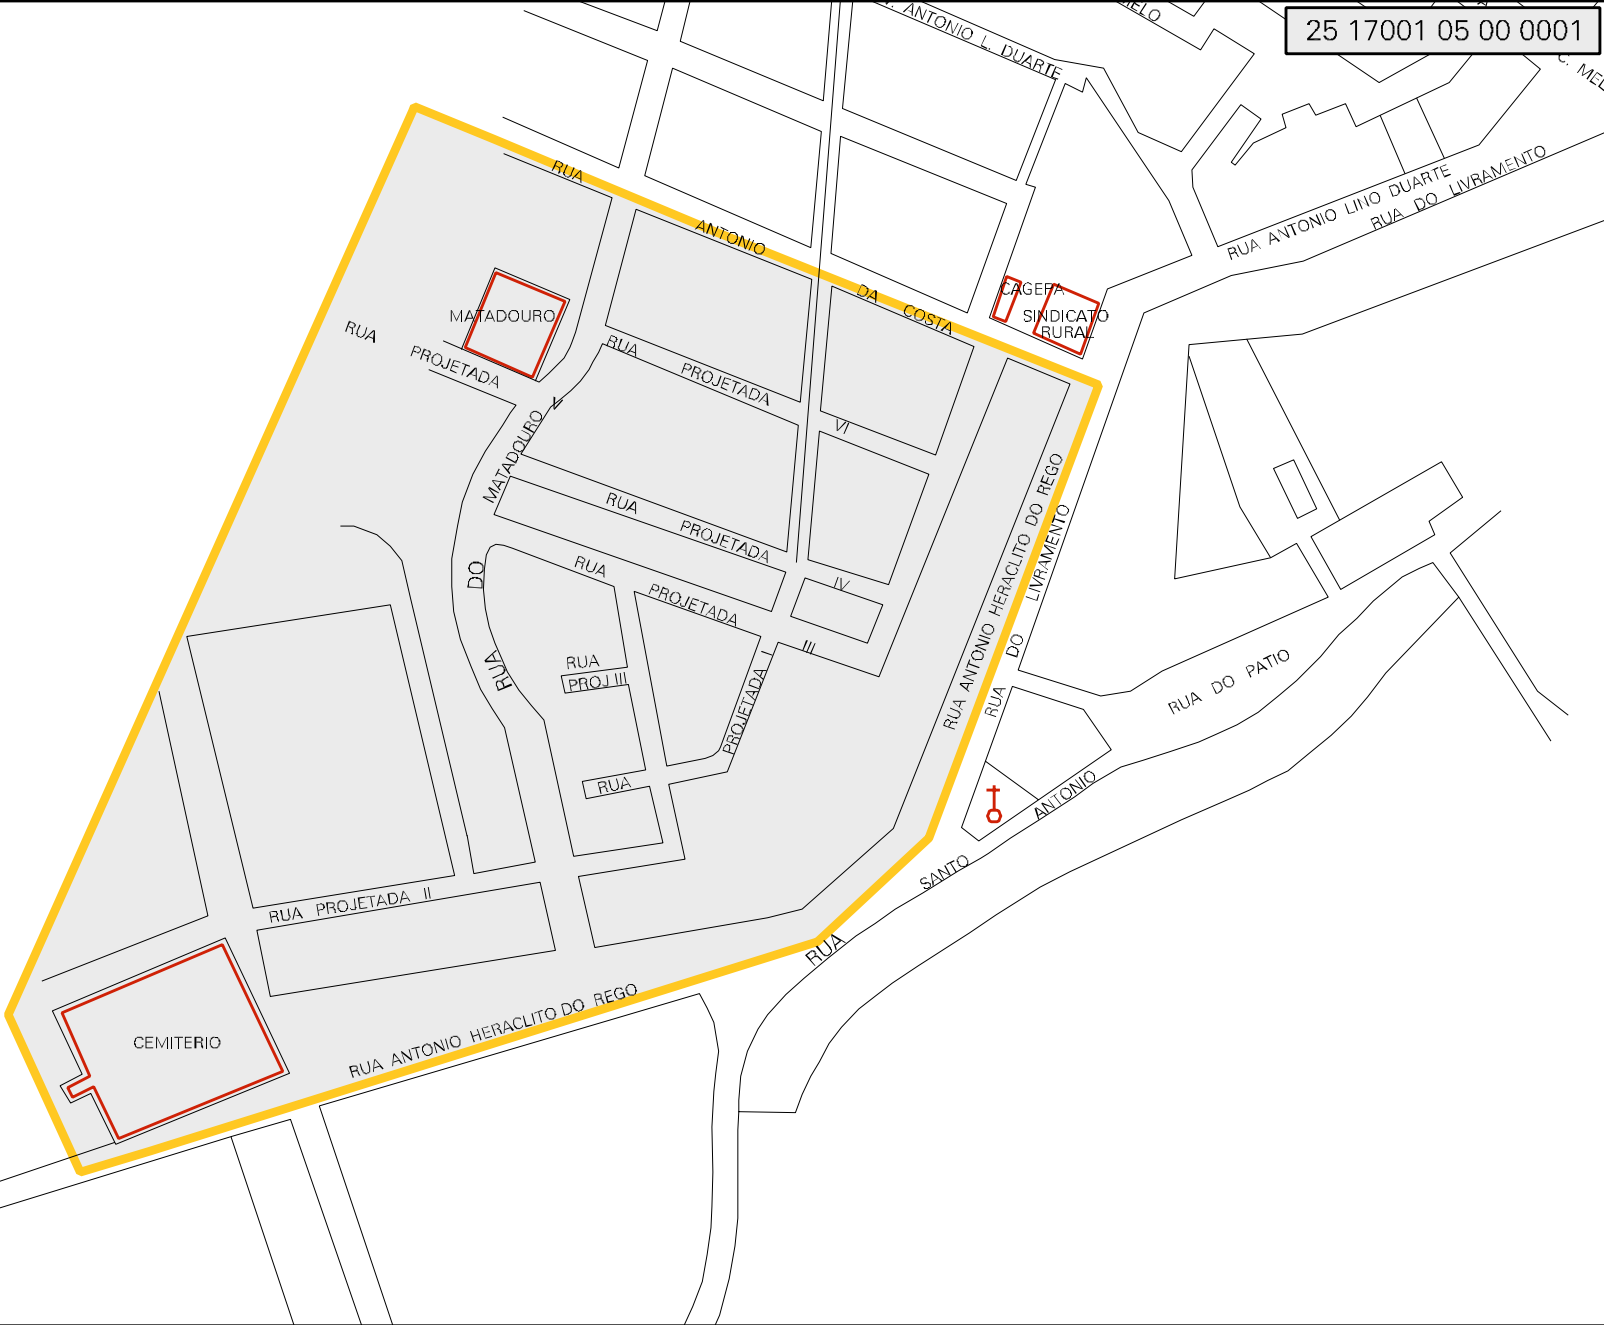 25 17001 05 00 0001
ANTONIO L. DUARTE
C. MEL
RUA ANTONIO LINO DUARTE
RUA DO LIVRAMENTO
RUA ANTONIO DA COSTA
CAGEPA
SINDICATO
RURAL
MATADOURO
RUA PROJETADA
RUA PROJETADA VI
RUA DO MATADOURO
V
RUA PROJETADA IV
RUA PROJETADA III
RUA
PROJ III
PROJETADA I
RUA
RUA ANTONIO HERACLITO DO REGO
RUA DO LIVRAMENTO
RUA DO PATIO
RUA SANTO ANTONIO
RUA PROJETADA II
CEMITERIO
RUA ANTONIO HERACLITO DO REGO